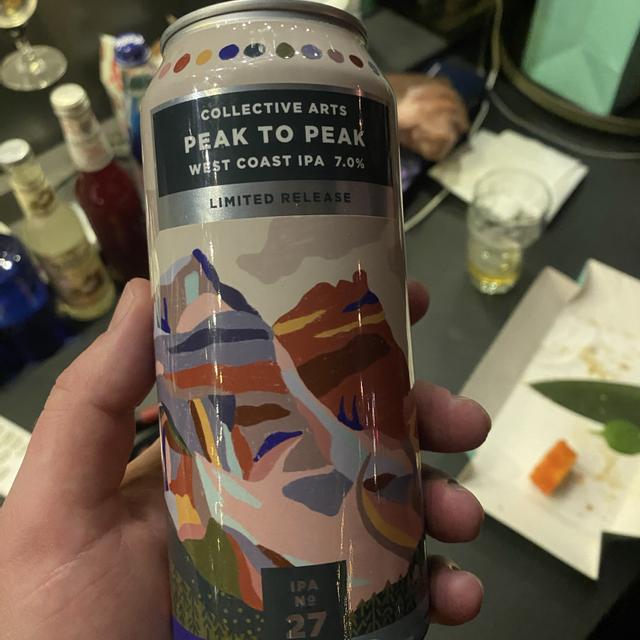 COLLECTIVE ARTS
PEAK TO PEAK
WEST COAST IPA 7.0%
LIMITED RELEASE
IPA
Nº
27